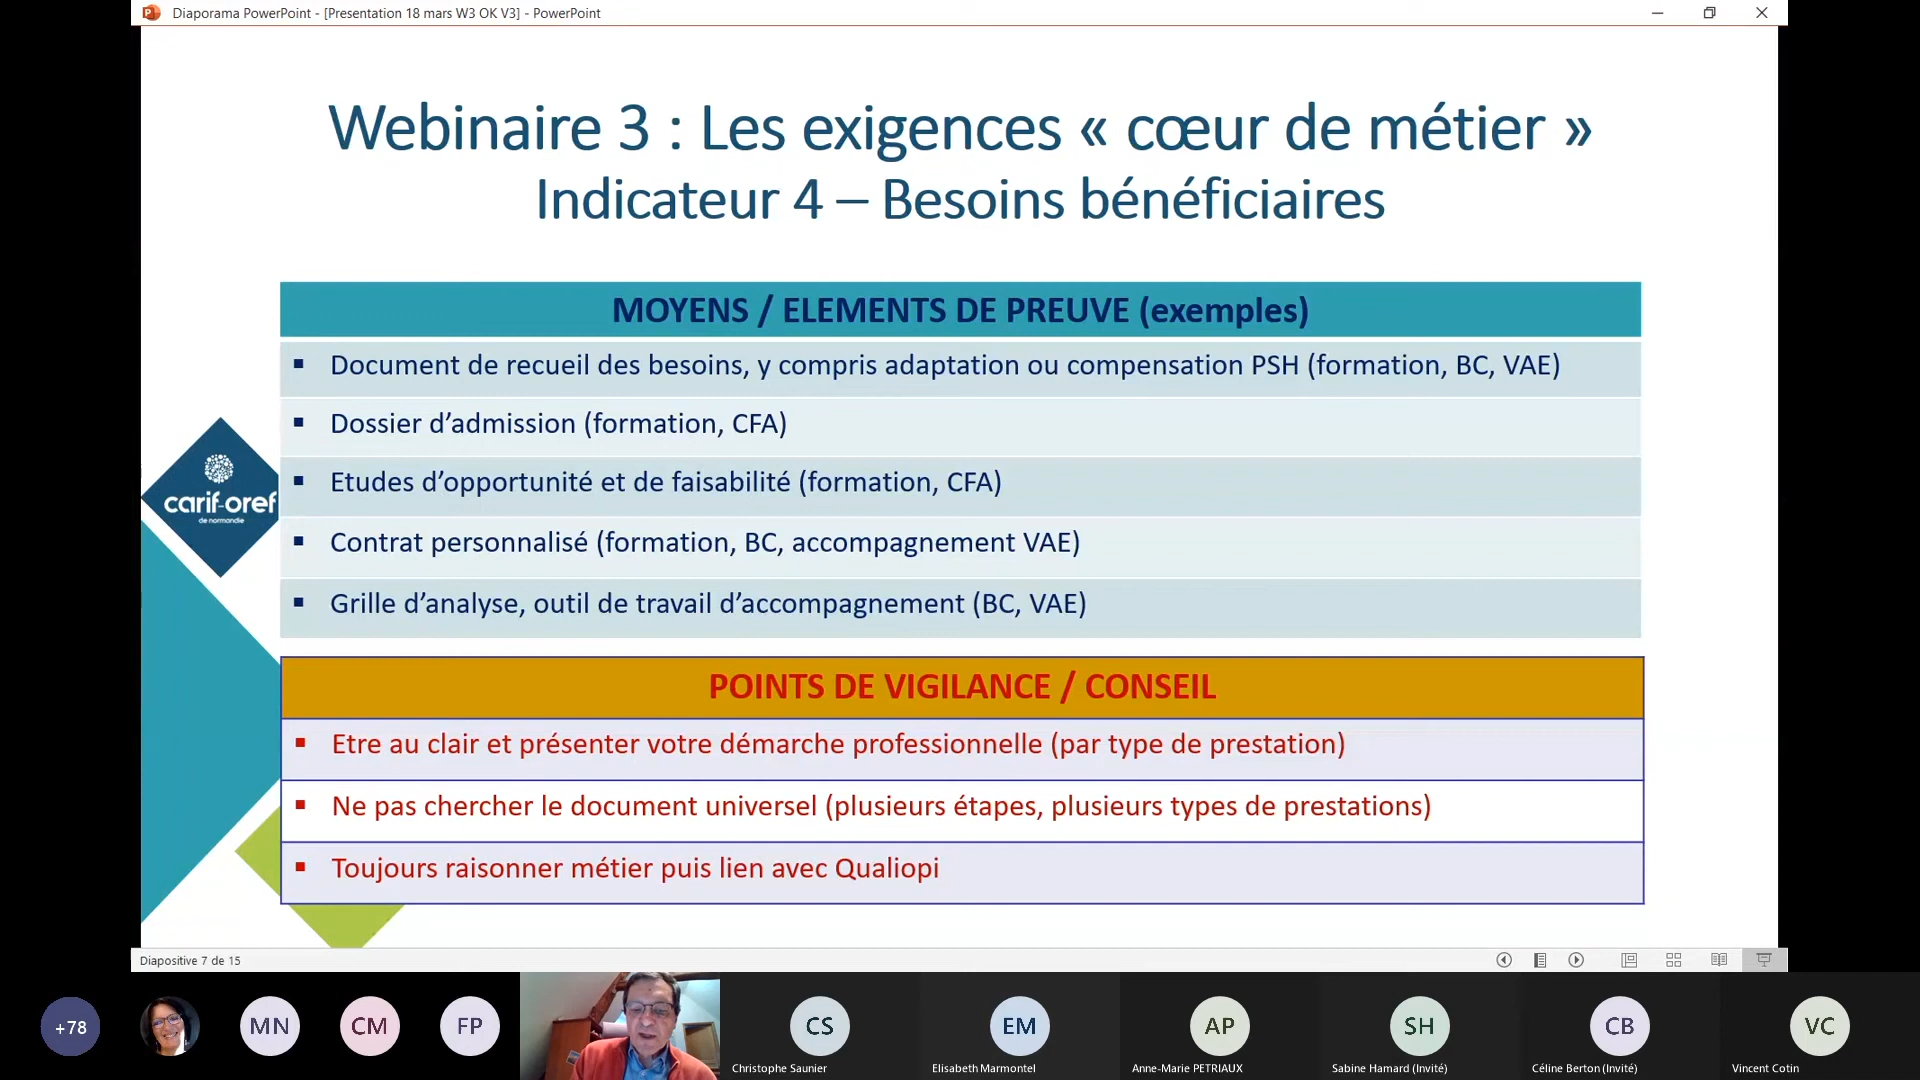 Diaporama PowerPoint - [Presentation 18 mars W3 OK V3] - PowerPoint
Webinaire 3 : Les exigences « cœur de métier »
Indicateur 4 – Besoins bénéficiaires
MOYENS / ELEMENTS DE PREUVE (exemples)
▪ Document de recueil des besoins, y compris adaptation ou compensation PSH (formation, BC, VAE)
▪ Dossier d’admission (formation, CFA)
▪ Etudes d’opportunité et de faisabilité (formation, CFA)
▪ Contrat personnalisé (formation, BC, accompagnement VAE)
▪ Grille d’analyse, outil de travail d’accompagnement (BC, VAE)
carif-oref
de normandie
POINTS DE VIGILANCE / CONSEIL
▪ Etre au clair et présenter votre démarche professionnelle (par type de prestation)
▪ Ne pas chercher le document universel (plusieurs étapes, plusieurs types de prestations)
▪ Toujours raisonner métier puis lien avec Qualiopi
Diapositive 7 de 15
+78
MN
CM
FP
CS
Christophe Saunier
EM
Elisabeth Marmontel
AP
Anne-Marie PETRIAUX
SH
Sabine Hamard (Invité)
CB
Céline Berton (Invité)
VC
Vincent Cotin